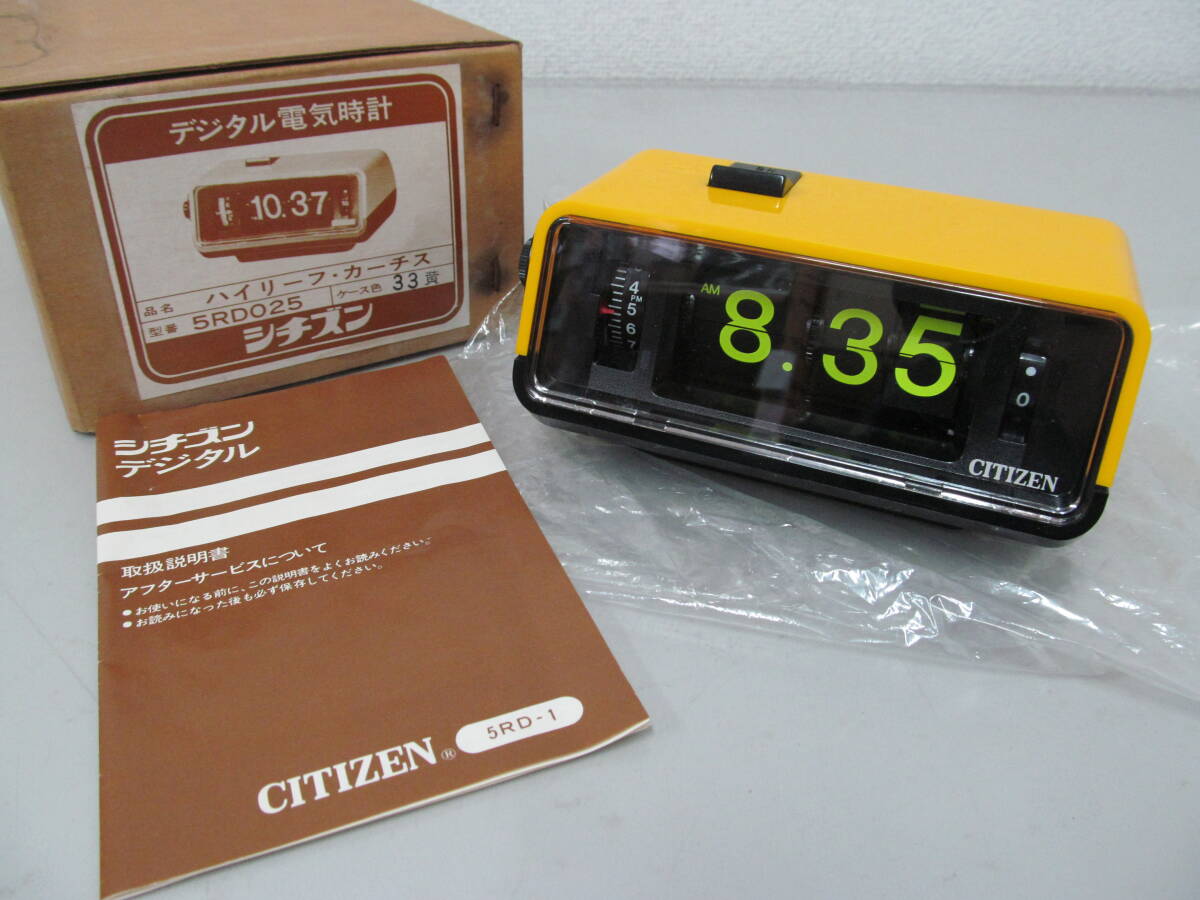 デジタル電気時計
10.37
品名 ハイリーフ・カーチス
型番 5RD025 ケース色 33黄
シチズン
シチズン
デジタル
取扱説明書
アフターサービスについて
●お使いになる前に、この説明書をよくお読みください。
●お読みになった後も必ず保存してください。
CITIZEN® 5RD-1
4
PM
5
6
7
AM
8.35
0
CITIZEN